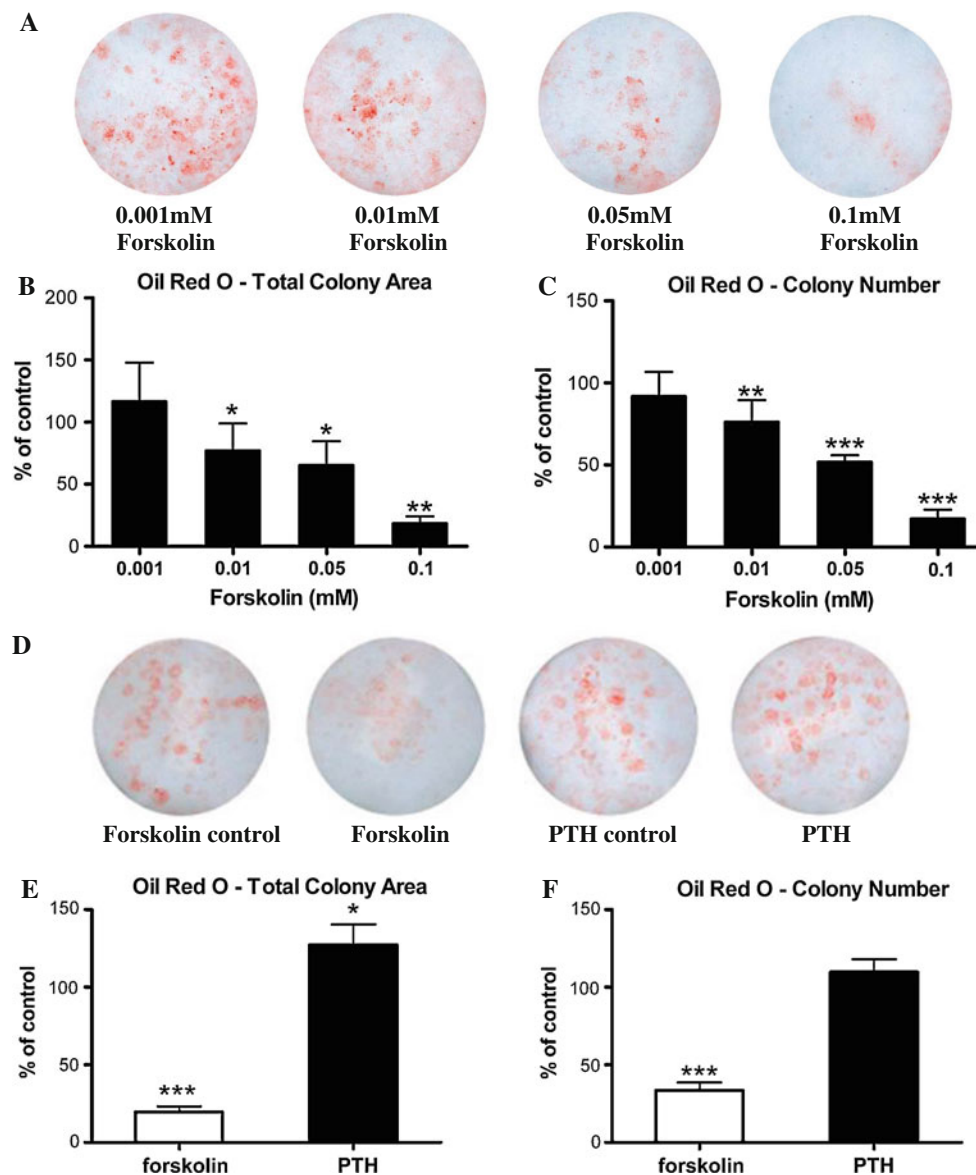 A
0.001mM 0.01mM 0.05mM 0.1mM
Forskolin Forskolin Forskolin Forskolin
B Oil Red O - Total Colony Area
200
150
100
50
0
% of control
* * **
0.001 0.01 0.05 0.1
Forskolin (mM)
C Oil Red O - Colony Number
150
100
50
0
% of control
** *** ***
0.001 0.01 0.05 0.1
Forskolin (mM)
D
Forskolin control Forskolin PTH control PTH
E Oil Red O - Total Colony Area
150
100
50
0
% of control
*** *
forskolin PTH
F Oil Red O - Colony Number
150
100
50
0
% of control
***
forskolin PTH